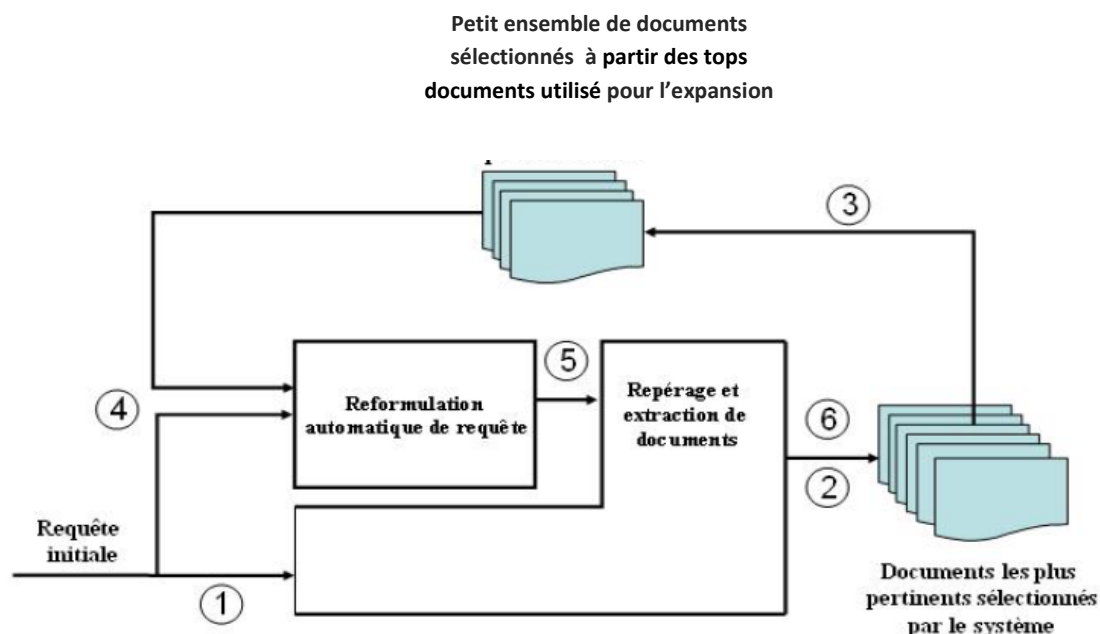 Petit ensemble de documents
sélectionnés à partir des tops
documents utilisé pour l'expansion
3
5
4
Reformulation
automatique de requête
Repérage et
extraction de
documents
6
2
Requête
initiale
1
Documents les plus
pertinents sélectionnés
par le système